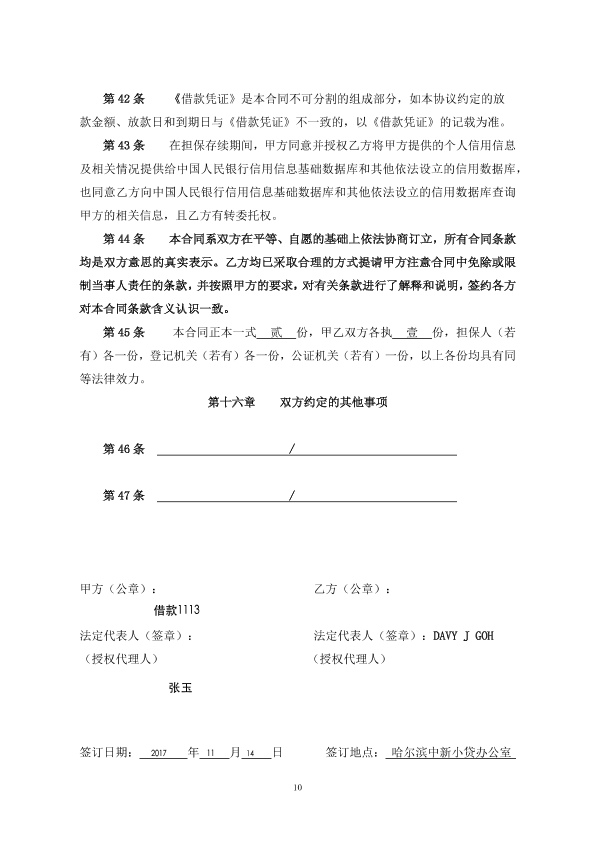 第 42 条 《借款凭证》是本合同不可分割的组成部分，如本协议约定的放
款金额、放款日和到期日与《借款凭证》不一致的，以《借款凭证》的记载为准。
第 43 条 在担保存续期间，甲方同意并授权乙方将甲方提供的个人信用信息
及相关情况提供给中国人民银行信用信息基础数据库和其他依法设立的信用数据库，
也同意乙方向中国人民银行信用信息基础数据库和其他依法设立的信用数据库查询
甲方的相关信息，且乙方有转委托权。
第 44 条 本合同系双方在平等、自愿的基础上依法协商订立，所有合同条款
均是双方意思的真实表示。乙方均已采取合理的方式提请甲方注意合同中免除或限
制当事人责任的条款，并按照甲方的要求，对有关条款进行了解释和说明，签约各方
对本合同条款含义认识一致。
第 45 条 本合同正本一式 贰 份，甲乙双方各执 壹 份，担保人（若
有）各一份，登记机关（若有）各一份，公证机关（若有）一份，以上各份均具有同
等法律效力。
第十六章 双方约定的其他事项
第 46 条 /
第 47 条 /
甲方（公章）： 乙方（公章）：
借款1113
法定代表人（签章）： 法定代表人（签章）：DAVY J GOH
（授权代理人） （授权代理人）
张玉
签订日期： 2017 年 11 月 14 日 签订地点： 哈尔滨中新小贷办公室
10